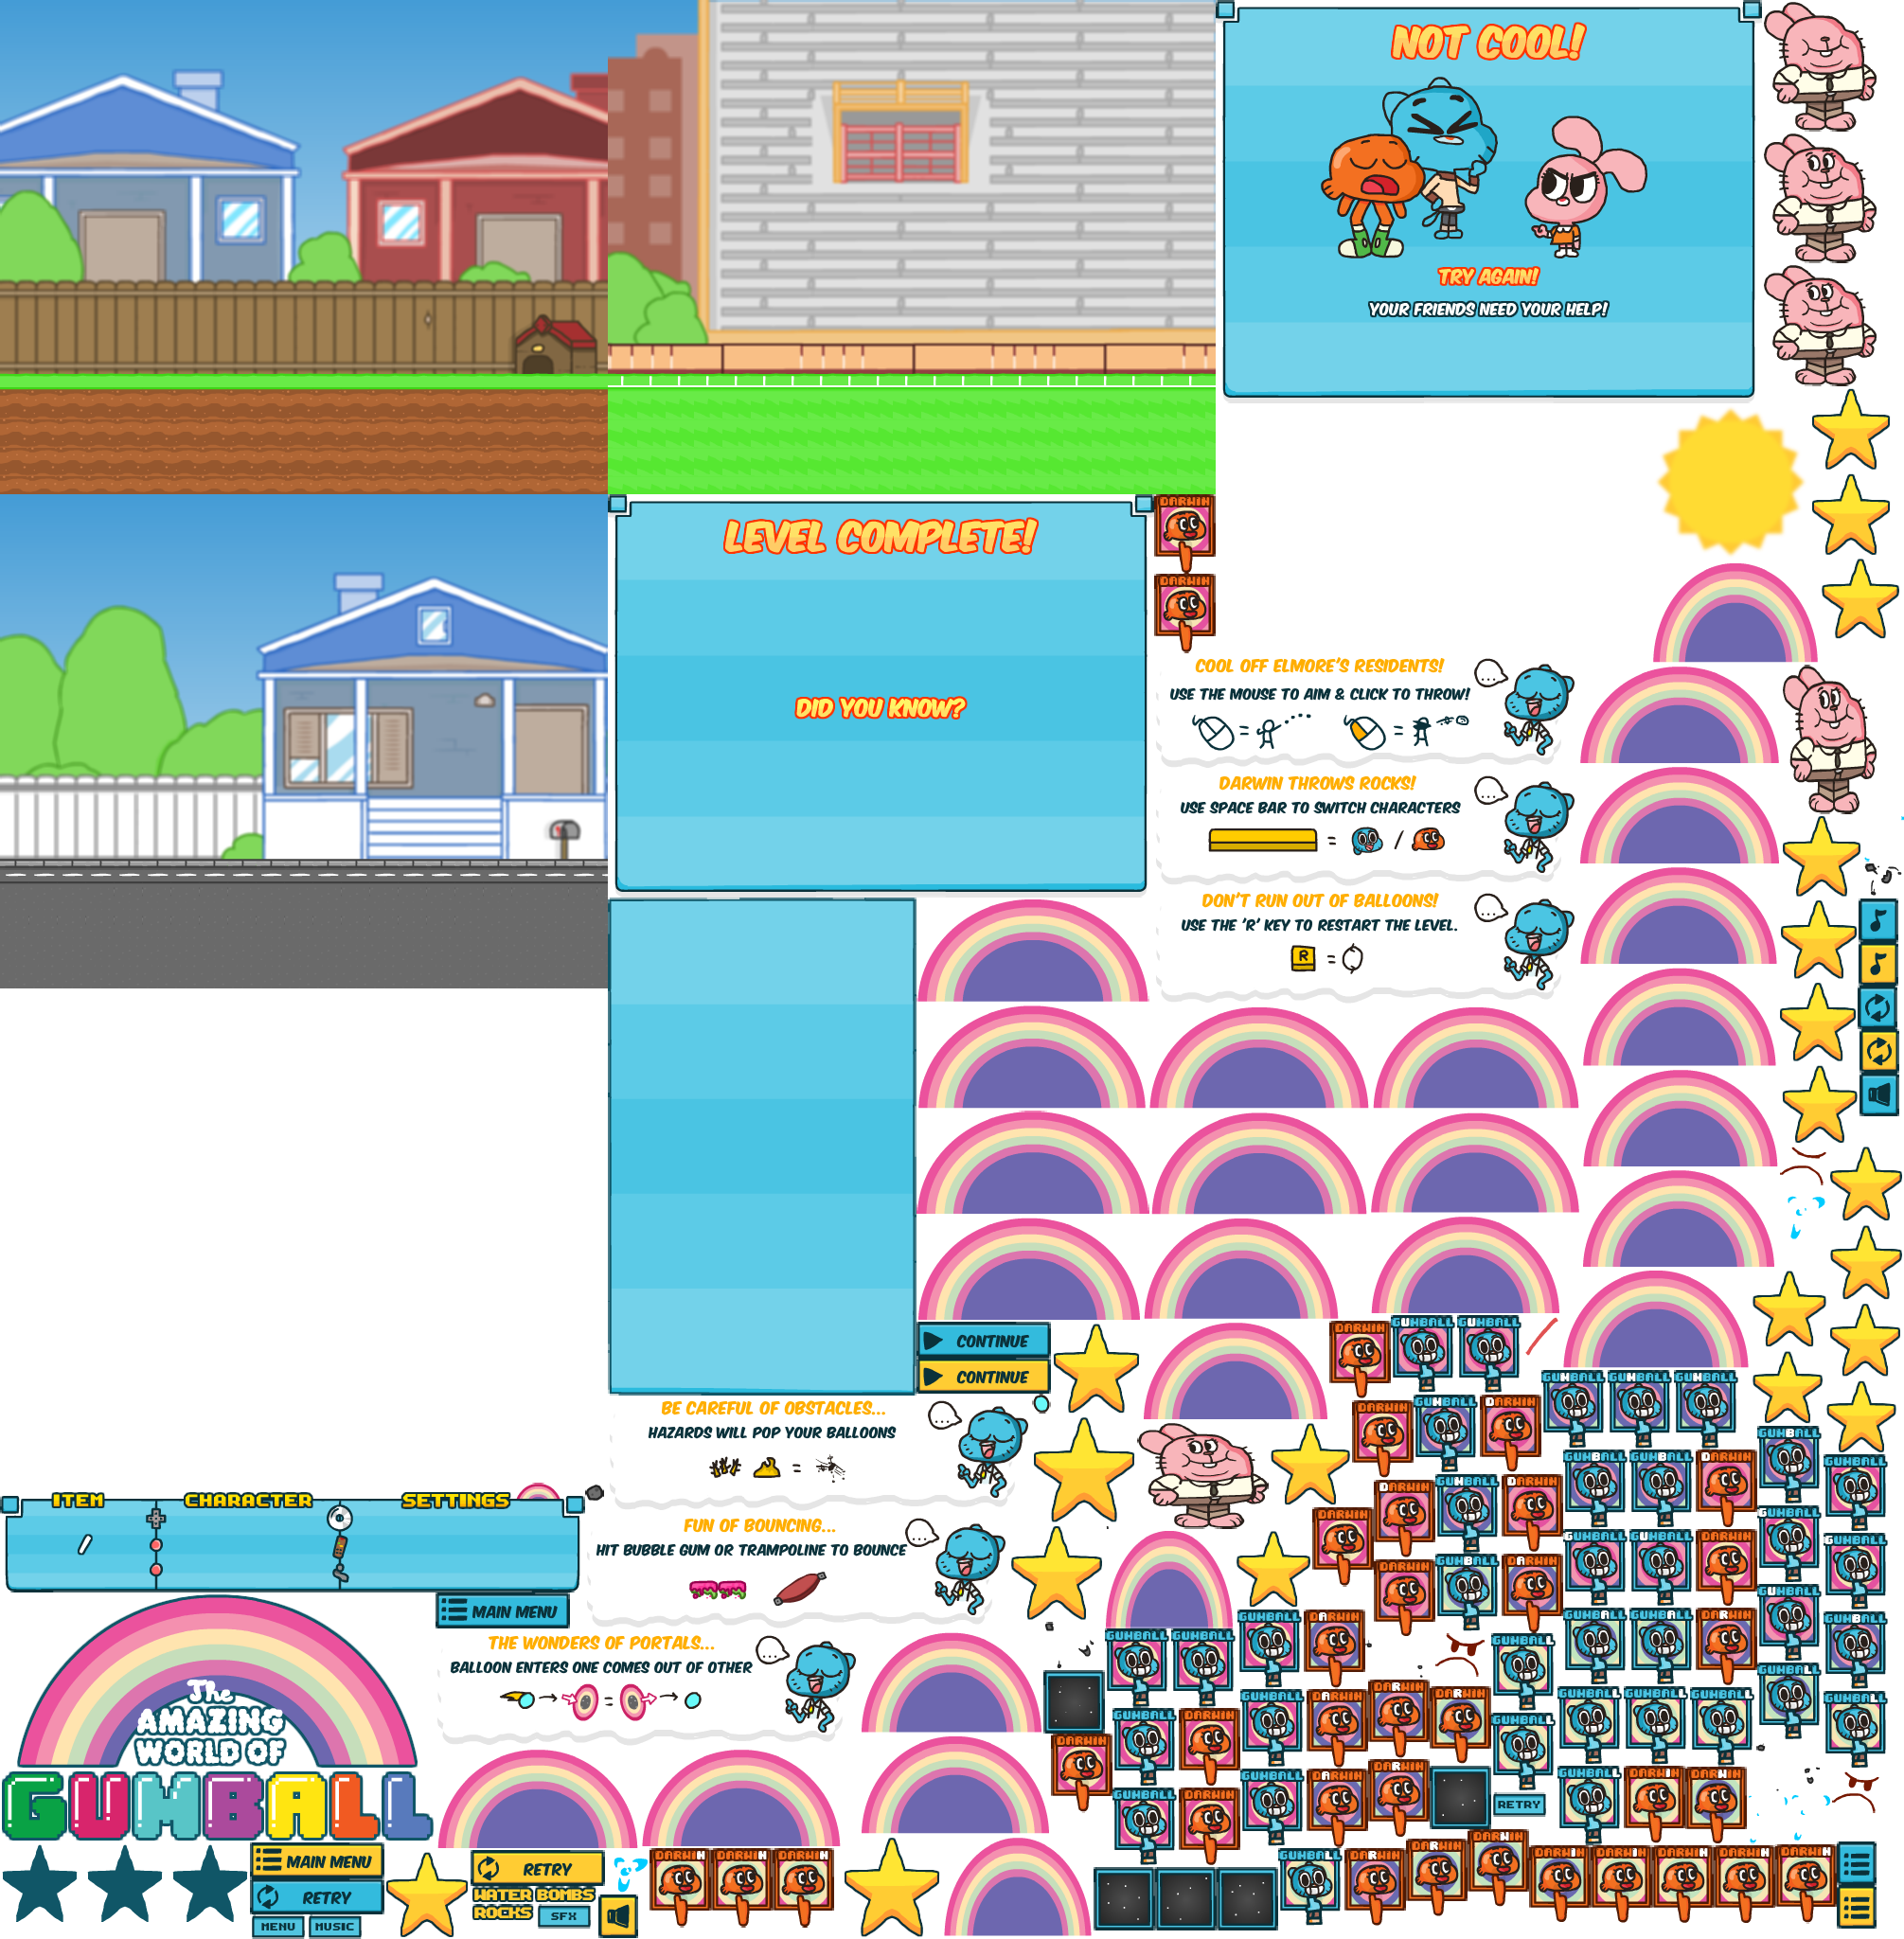 NOT COOL!
TRY AGAIN!
YOUR FRIENDS NEED YOUR HELP!
LEVEL COMPLETE!
DID YOU KNOW?
DARWIN
DARWIN
COOL OFF ELMORE'S RESIDENTS!
USE THE MOUSE TO AIM & CLICK TO THROW!
DARWIN THROWS ROCKS!
USE SPACE BAR TO SWITCH CHARACTERS
DON'T RUN OUT OF BALLOONS!
USE THE 'R' KEY TO RESTART THE LEVEL.
R
CONTINUE
CONTINUE
BE CAREFUL OF OBSTACLES...
HAZARDS WILL POP YOUR BALLOONS
FUN OF BOUNCING...
HIT BUBBLE GUM OR TRAMPOLINE TO BOUNCE
THE WONDERS OF PORTALS...
BALLOON ENTERS ONE COMES OUT OF OTHER
ITEM
CHARACTER
SETTINGS
MAIN MENU
The
AMAZING
WORLD OF
GUMBALL
MAIN MENU
RETRY
MENU
MUSIC
RETRY
WATER BOMBS
ROCKS
SFX
DARWIN
DARWIN
DARWIN
DARWIN
GUMBALL
GUMBALL
RETRY